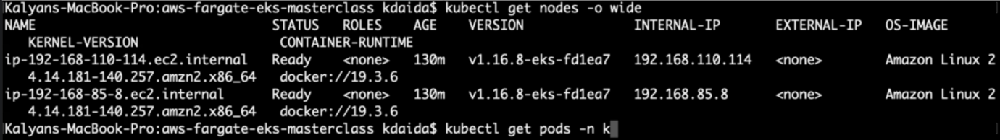 Kalyans-MacBook-Pro:aws-fargate-eks-masterclass kdaida$ kubectl get nodes -o wide
NAME STATUS ROLES AGE VERSION INTERNAL-IP EXTERNAL-IP OS-IMAGE
KERNEL-VERSION CONTAINER-RUNTIME
ip-192-168-110-114.ec2.internal Ready <none> 130m v1.16.8-eks-fd1ea7 192.168.110.114 <none> Amazon Linux 2
4.14.181-140.257.amzn2.x86_64 docker://19.3.6
ip-192-168-85-8.ec2.internal Ready <none> 130m v1.16.8-eks-fd1ea7 192.168.85.8 <none> Amazon Linux 2
4.14.181-140.257.amzn2.x86_64 docker://19.3.6
Kalyans-MacBook-Pro:aws-fargate-eks-masterclass kdaida$ kubectl get pods -n k